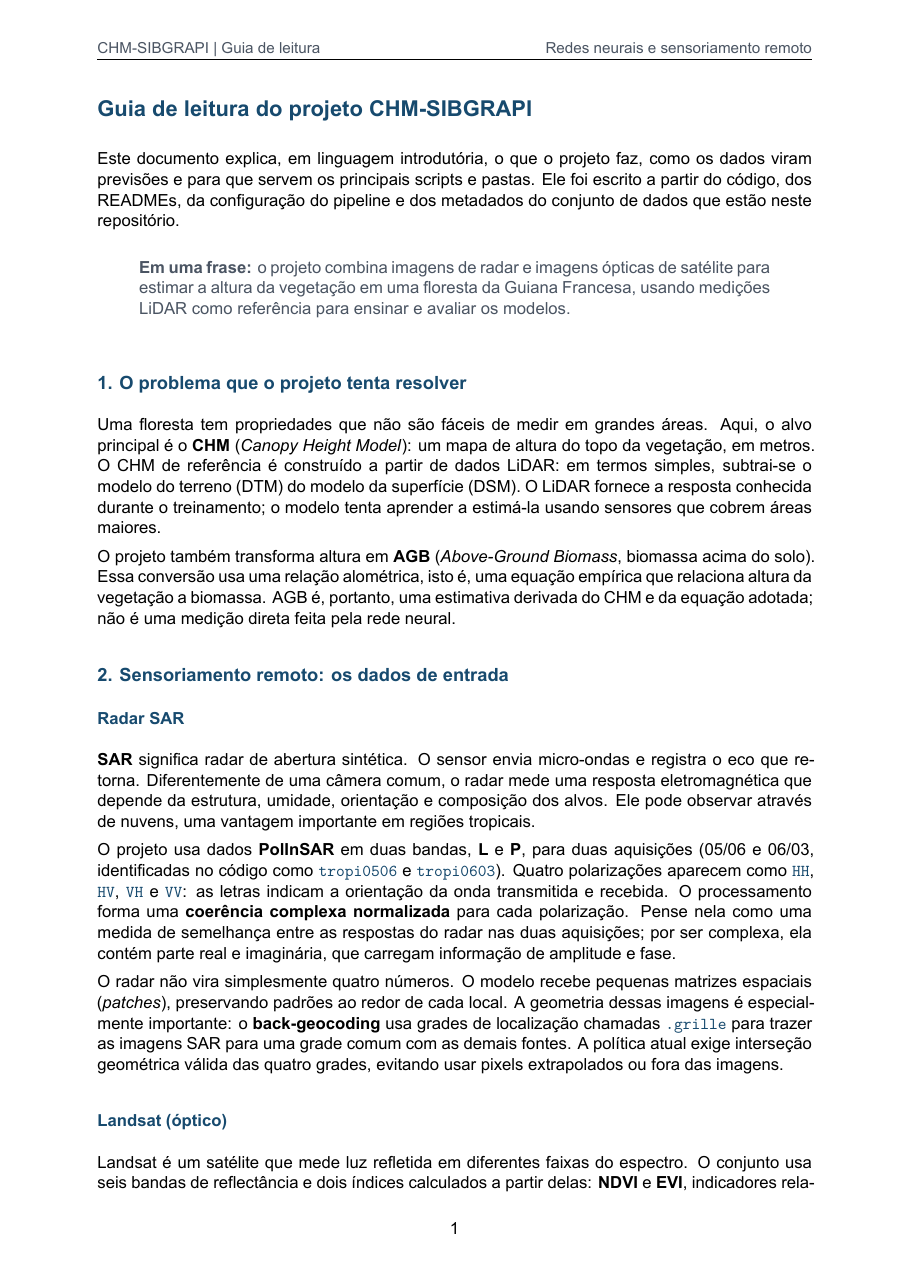 CHM-SIBGRAPI | Guia de leitura
Redes neurais e sensoriamento remoto
Guia de leitura do projeto CHM-SIBGRAPI
Este documento explica, em linguagem introdutória, o que o projeto faz, como os dados viram
previsões e para que servem os principais scripts e pastas. Ele foi escrito a partir do código, dos
READMEs, da configuração do pipeline e dos metadados do conjunto de dados que estão neste
repositório.
Em uma frase: o projeto combina imagens de radar e imagens ópticas de satélite para
estimar a altura da vegetação em uma floresta da Guiana Francesa, usando medições
LiDAR como referência para ensinar e avaliar os modelos.
1. O problema que o projeto tenta resolver
Uma floresta tem propriedades que não são fáceis de medir em grandes áreas. Aqui, o alvo
principal é o CHM (Canopy Height Model): um mapa de altura do topo da vegetação, em metros.
O CHM de referência é construído a partir de dados LiDAR: em termos simples, subtrai-se o
modelo do terreno (DTM) do modelo da superfície (DSM). O LiDAR fornece a resposta conhecida
durante o treinamento; o modelo tenta aprender a estimá-la usando sensores que cobrem áreas
maiores.
O projeto também transforma altura em AGB (Above-Ground Biomass, biomassa acima do solo).
Essa conversão usa uma relação alométrica, isto é, uma equação empírica que relaciona altura da
vegetação a biomassa. AGB é, portanto, uma estimativa derivada do CHM e da equação adotada;
não é uma medição direta feita pela rede neural.
2. Sensoriamento remoto: os dados de entrada
Radar SAR
SAR significa radar de abertura sintética. O sensor envia micro-ondas e registra o eco que re-
torna. Diferentemente de uma câmera comum, o radar mede uma resposta eletromagnética que
depende da estrutura, umidade, orientação e composição dos alvos. Ele pode observar através
de nuvens, uma vantagem importante em regiões tropicais.
O projeto usa dados PolInSAR em duas bandas, L e P, para duas aquisições (05/06 e 06/03,
identificadas no código como tropi0506 e tropi0603). Quatro polarizações aparecem como HH,
HV, VH e VV: as letras indicam a orientação da onda transmitida e recebida. O processamento
forma uma coerência complexa normalizada para cada polarização. Pense nela como uma
medida de semelhança entre as respostas do radar nas duas aquisições; por ser complexa, ela
contém parte real e imaginária, que carregam informação de amplitude e fase.
O radar não vira simplesmente quatro números. O modelo recebe pequenas matrizes espaciais
(patches), preservando padrões ao redor de cada local. A geometria dessas imagens é especial-
mente importante: o back-geocoding usa grades de localização chamadas .grille para trazer
as imagens SAR para uma grade comum com as demais fontes. A política atual exige interseção
geométrica válida das quatro grades, evitando usar pixels extrapolados ou fora das imagens.
Landsat (óptico)
Landsat é um satélite que mede luz refletida em diferentes faixas do espectro. O conjunto usa
seis bandas de reflectância e dois índices calculados a partir delas: NDVI e EVI, indicadores rela-
1